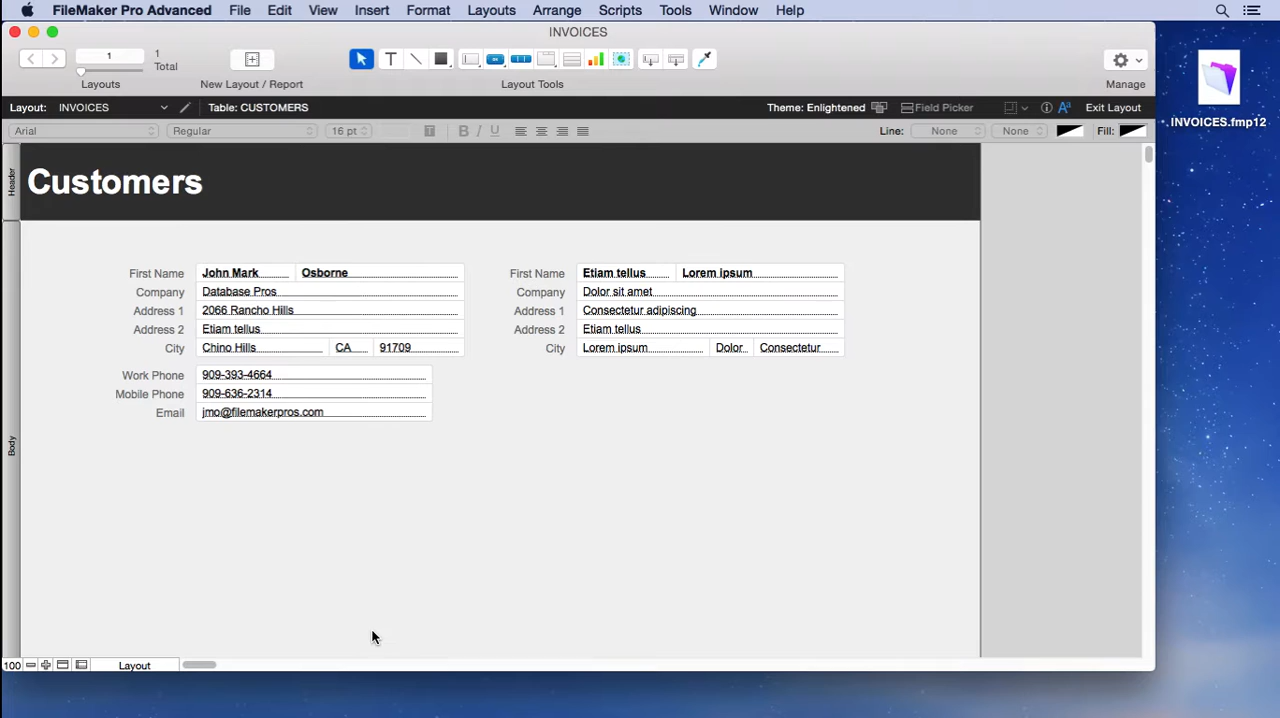 FileMaker Pro Advanced File Edit View Insert Format Layouts Arrange Scripts Tools Window Help
INVOICES
1
1
Total
Layouts New Layout / Report Layout Tools Manage
Layout: INVOICES Table: CUSTOMERS Theme: Enlightened Field Picker Aª Exit Layout
Arial Regular 16 pt T B I U Line: None None Fill:
INVOICES.fmp12
Header
Customers
Body
First Name John Mark Osborne First Name Etiam tellus Lorem ipsum
Company Database Pros Company Dolor sit amet
Address 1 2066 Rancho Hills Address 1 Consectetur adipiscing
Address 2 Etiam tellus Address 2 Etiam tellus
City Chino Hills CA 91709 City Lorem ipsum Dolor Consectetur
Work Phone 909-393-4664
Mobile Phone 909-636-2314
Email jmo@filemakerpros.com
100 Layout